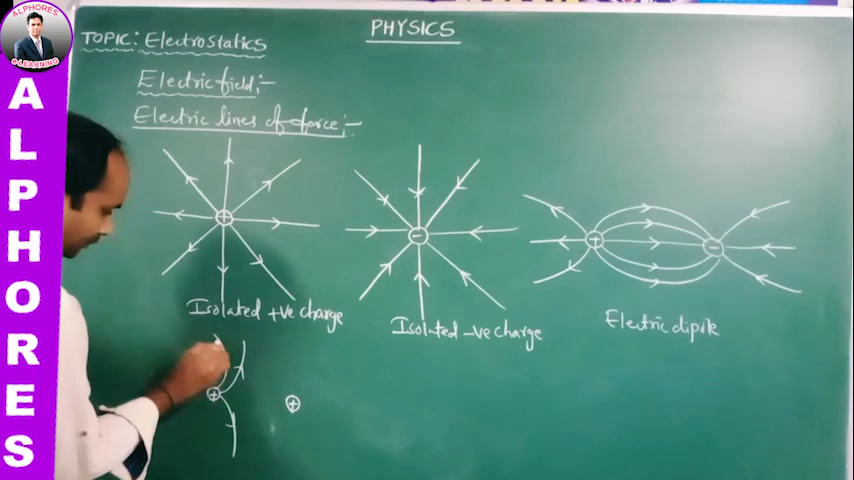 ALPHORES
e-LEARNING
ALPHORES
PHYSICS
TOPIC: Electrostatics
Electric field:-
Electric lines of force:-
+
-
+
-
Isolated +ve charge
Isolated -ve charge
Electric dipole
+
+